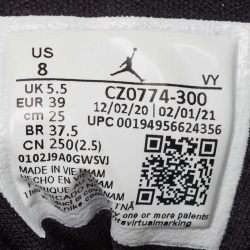 US
8
VY
UK 5.5
EUR 39
cm 25
BR 37.5
CN 250(2.5)
CZ0774-300
12/02/20 02/01/21
UPC 00194956624356
0102J9A0GWSVJ
MADE IN VIETNAM